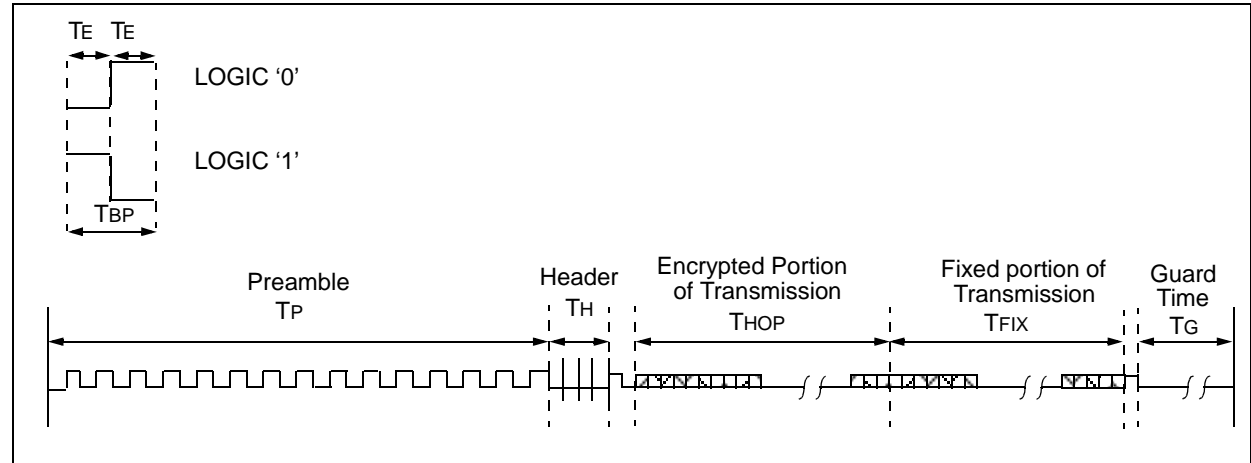 TE TE
LOGIC ‘0’
LOGIC ‘1’
TBP
Preamble
TP
Header
TH
Encrypted Portion
of Transmission
THOP
Fixed portion of
Transmission
TFIX
Guard
Time
TG